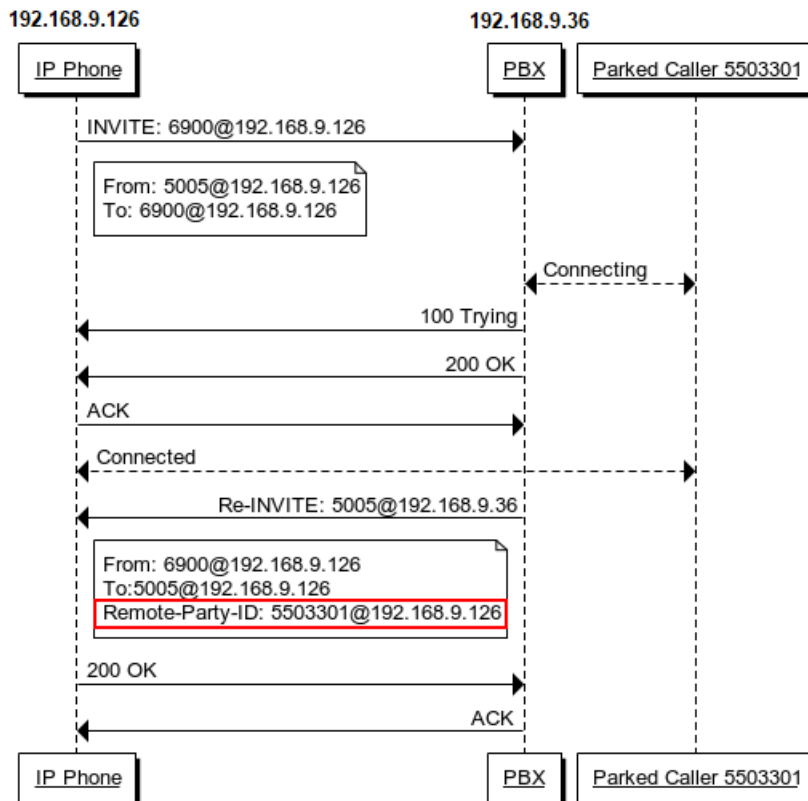 192.168.9.126
192.168.9.36
IP Phone
PBX
Parked Caller 5503301
INVITE: 6900@192.168.9.126
From: 5005@192.168.9.126
To: 6900@192.168.9.126
Connecting
100 Trying
200 OK
ACK
Connected
Re-INVITE: 5005@192.168.9.36
From: 6900@192.168.9.126
To:5005@192.168.9.126
Remote-Party-ID: 5503301@192.168.9.126
200 OK
ACK
IP Phone
PBX
Parked Caller 5503301